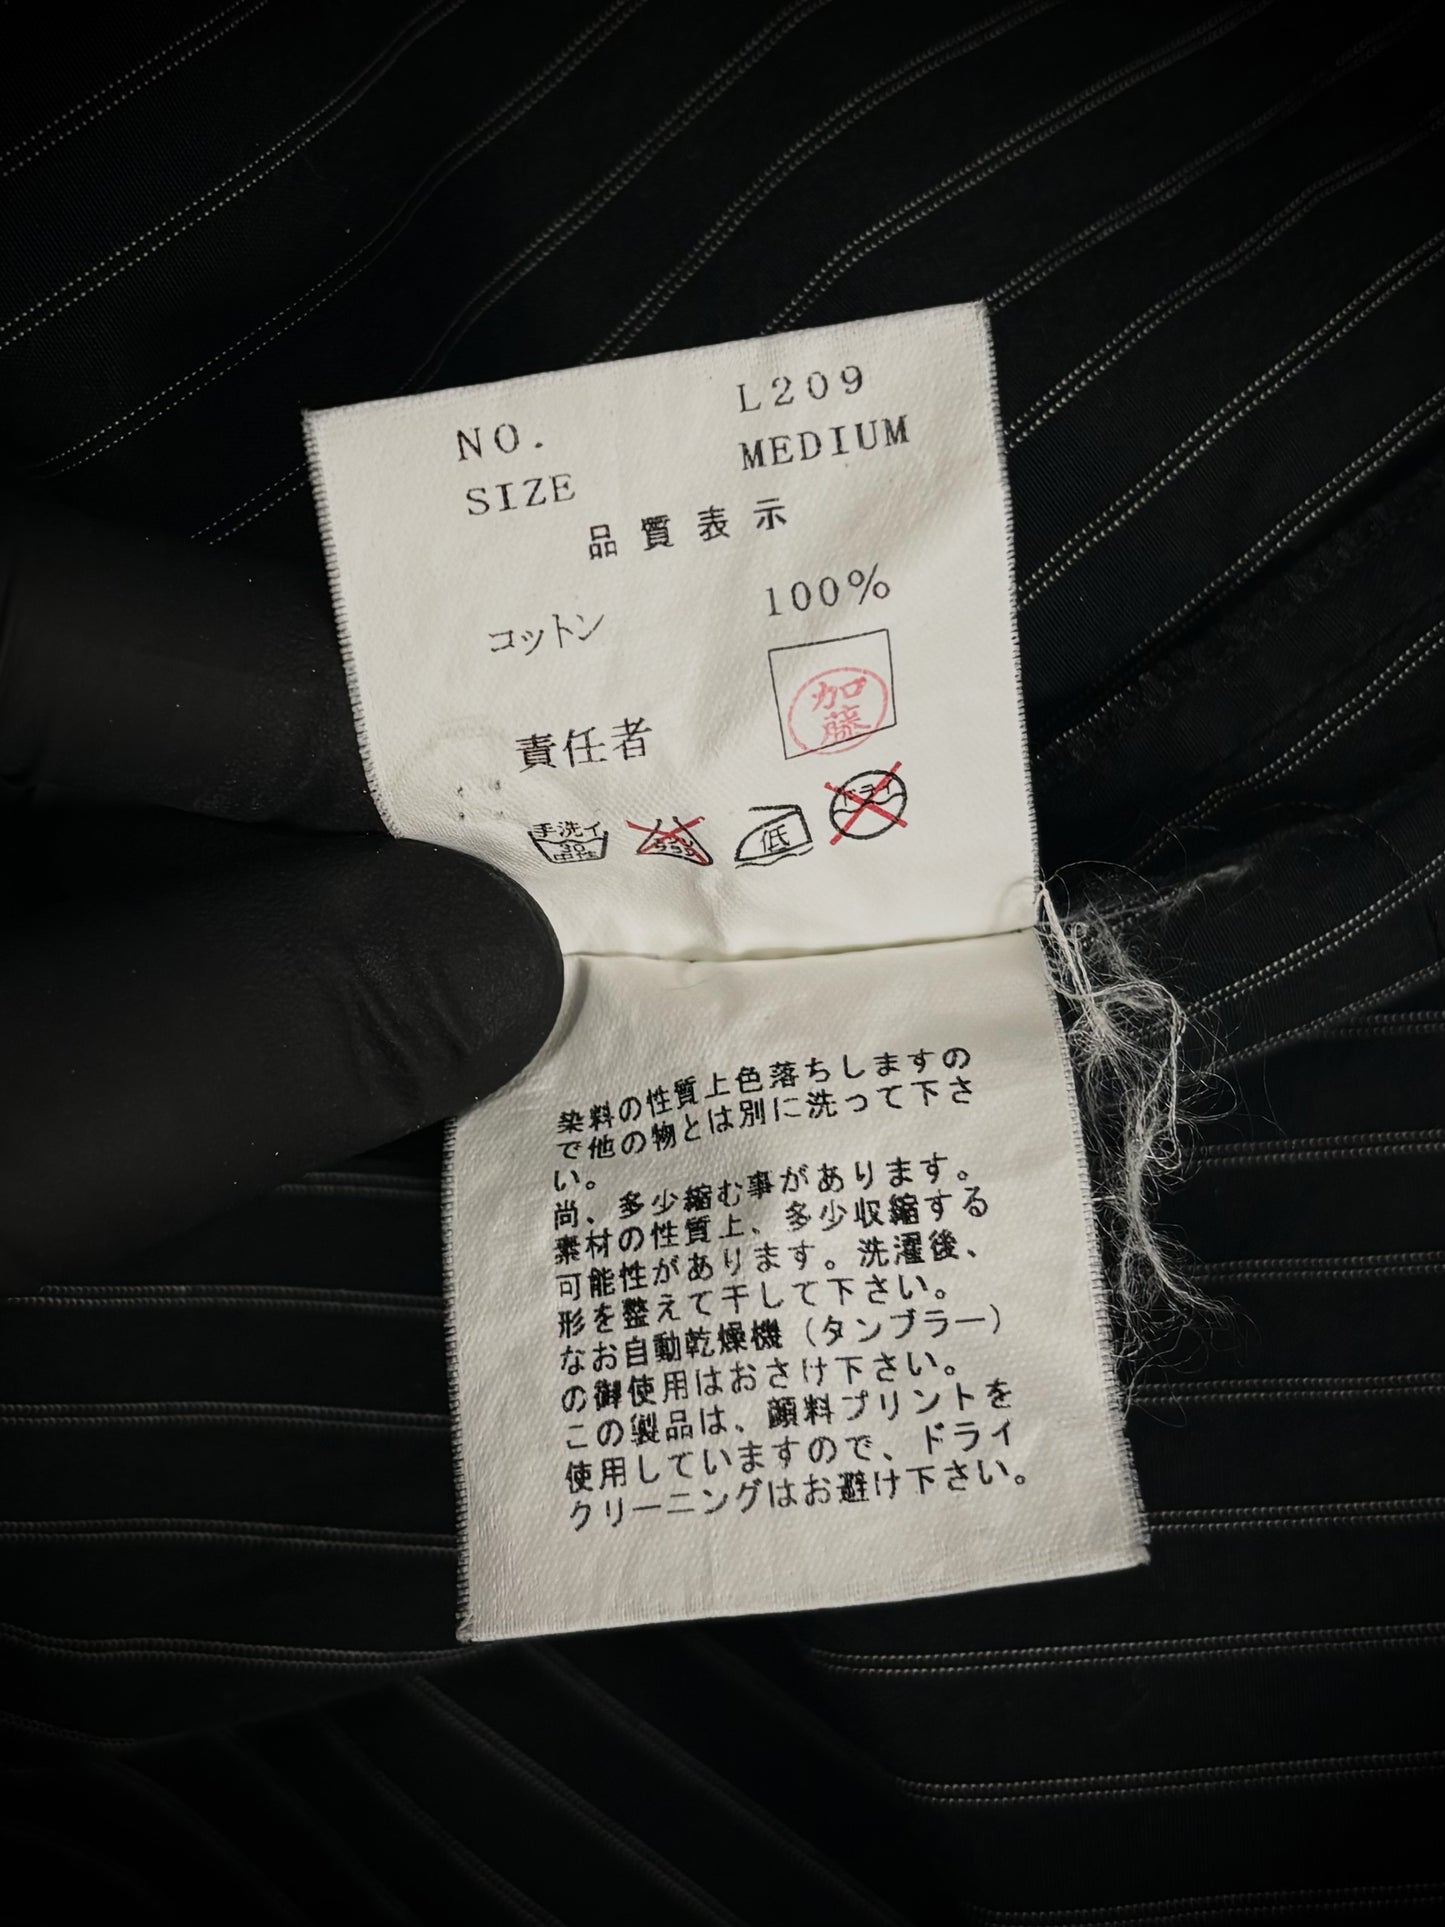 NO. L209
SIZE MEDIUM
品質表示
コットン 100%
責任者 加藤
手洗イ
30
中性
低
ドライ
染料の性質上色落ちしますの
で他の物とは別に洗って下さ
い。
尚、多少縮む事があります。
素材の性質上、多少収縮する
可能性があります。洗濯後、
形を整えて干して下さい。
なお自動乾燥機（タンブラー）
の御使用はおさけ下さい。
この製品は、顔料プリントを
使用していますので、ドライ
クリーニングはお避け下さい。